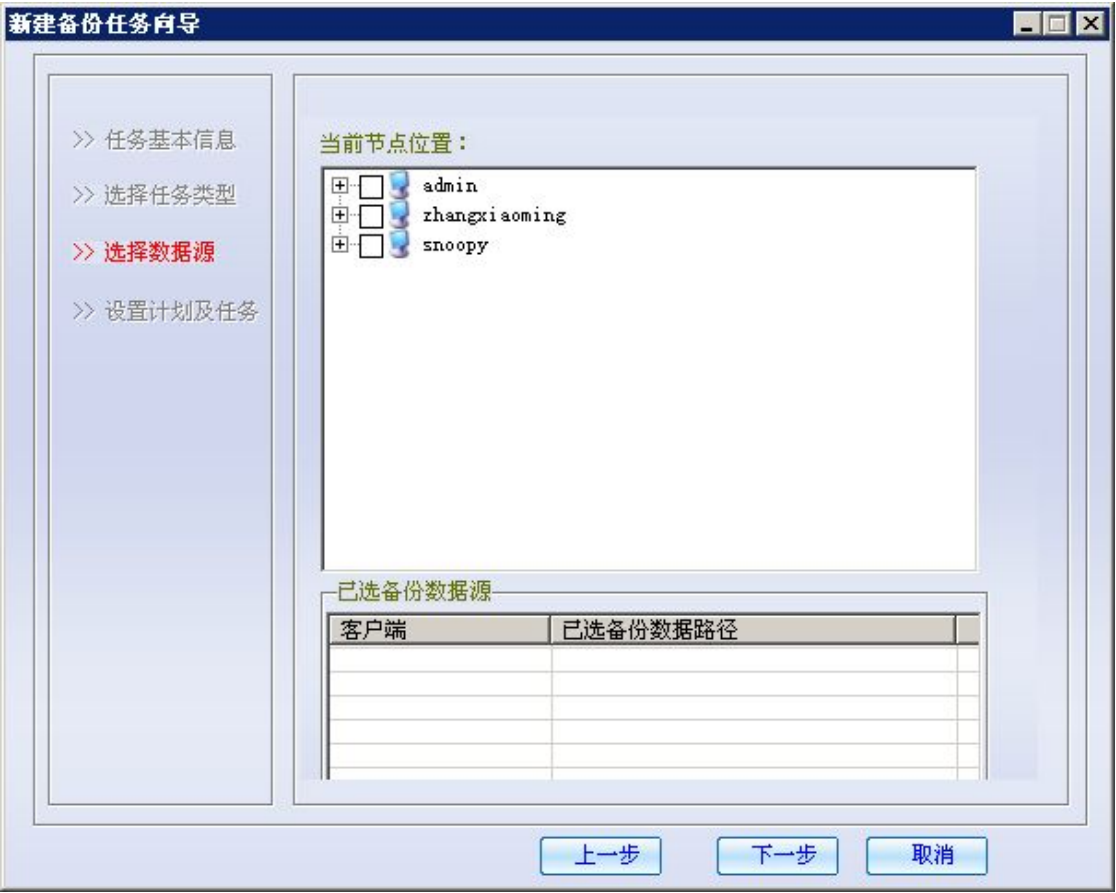 新建备份任务向导
>> 任务基本信息
>> 选择任务类型
>> 选择数据源
>> 设置计划及任务
当前节点位置：
admin
zhangxiaoming
snoopy
已选备份数据源
客户端 已选备份数据路径
上一步 下一步 取消